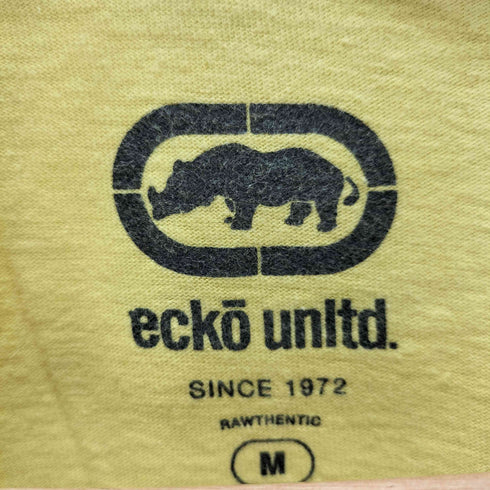 eckō unltd.
SINCE 1972
RAWTHENTIC
M